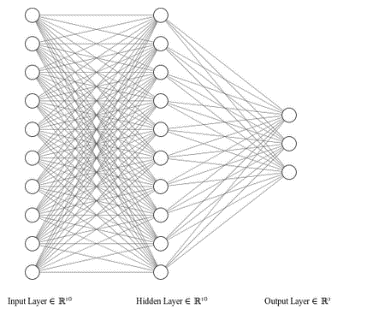 Input Layer ∈ ℝ¹⁰
Hidden Layer ∈ ℝ¹⁰
Output Layer ∈ ℝ³